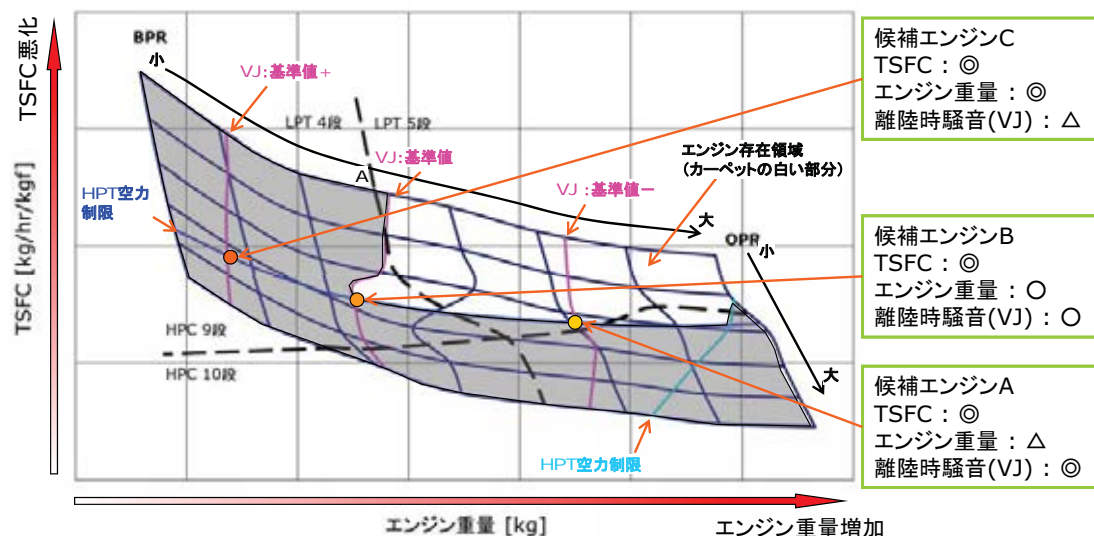 TSFC悪化
TSFC [kg/hr/kgf]
BPR
小
VJ:基準値+
LPT 4段
LPT 5段
A
VJ:基準値
VJ:基準値－
エンジン存在領域
(カーペットの白い部分)
大
OPR
小
大
HPT空力
制限
HPC 9段
HPC 10段
HPT空力制限
エンジン重量 [kg]
エンジン重量増加
候補エンジンC
TSFC：◎
エンジン重量：◎
離陸時騒音(VJ)：△
候補エンジンB
TSFC：◎
エンジン重量：〇
離陸時騒音(VJ)：〇
候補エンジンA
TSFC：◎
エンジン重量：△
離陸時騒音(VJ)：◎